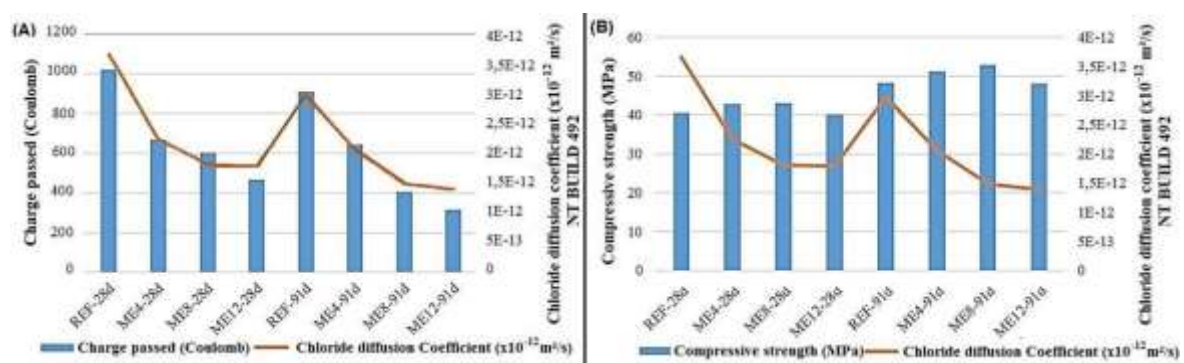 (A)
1200
1000
800
600
400
200
0
Charge passed (Coulomb)
4E-12
3,5E-12
3E-12
2,5E-12
2E-12
1,5E-12
1E-12
5E-13
0
Chloride diffusion coefficient (x10⁻¹² m²/s)
NT BUILD 492
REF-28d
ME4-28d
ME8-28d
ME12-28d
REF-91d
ME4-91d
ME8-91d
ME12-91d
Charge passed (Coulomb)
Chloride diffusion Coefficient (x10⁻¹²m²/s)
(B)
60
50
40
30
20
10
0
Compressive strength (MPa)
4E-12
3,5E-12
3E-12
2,5E-12
2E-12
1,5E-12
1E-12
5E-13
0
Chloride diffusion coefficient (x10⁻¹² m²/s)
NT BUILD 492
REF-28d
ME4-28d
ME8-28d
ME12-28d
REF-91d
ME4-91d
ME8-91d
ME12-91d
Compressive strength (MPa)
Chloride diffusion Coefficient (x10⁻¹²m²/s)